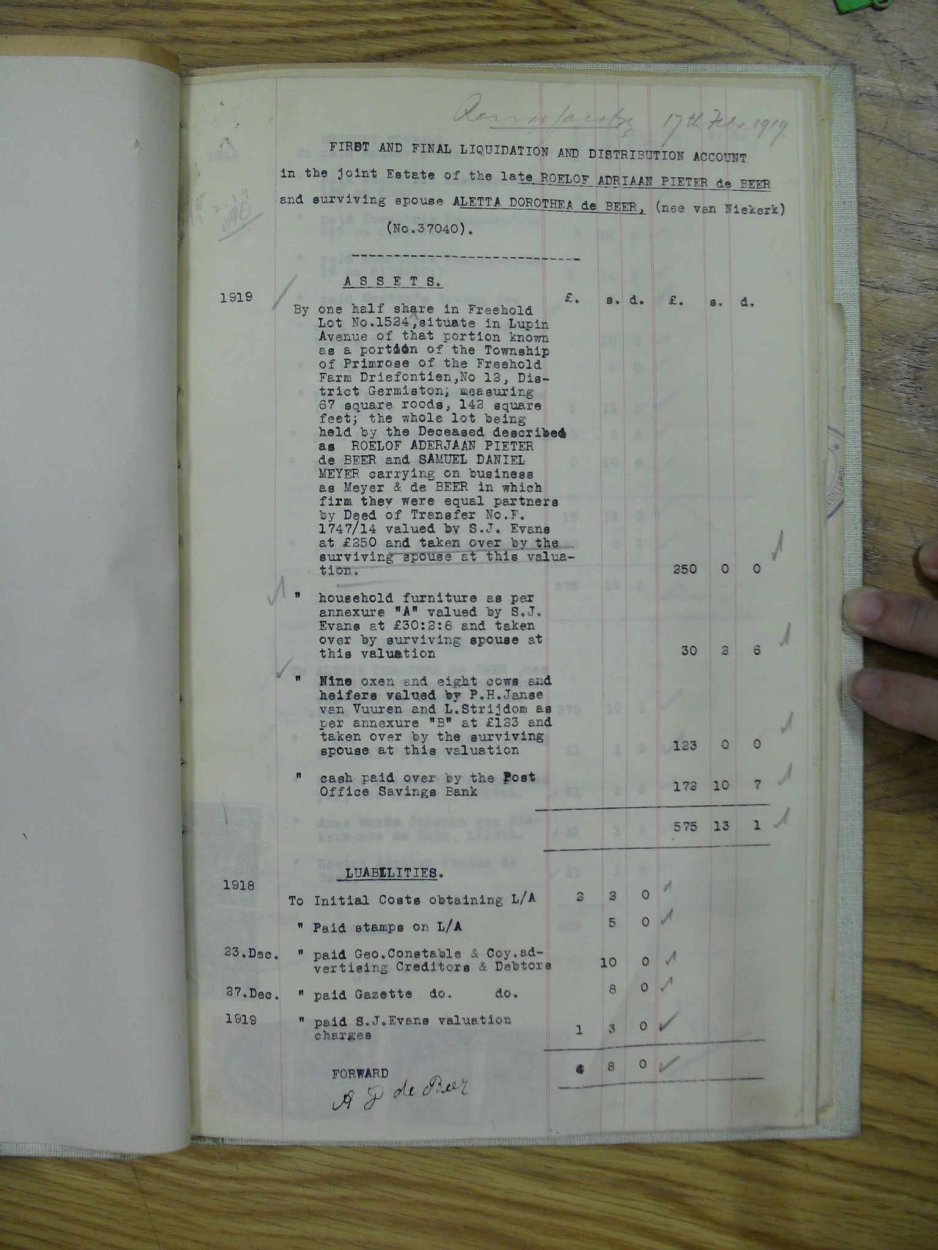 17th Feb. 1919
FIRST AND FINAL LIQUIDATION AND DISTRIBUTION ACCOUNT
in the joint Estate of the late ROELOF ADRIAAN PIETER de BEER
and surviving spouse ALETTA DOROTHEA de BEER, (nee van Niekerk)
(No.37040).
ASSETS.
1919 £. s. d. £. s. d.
By one half share in Freehold
Lot No.1524,situate in Lupin
Avenue of that portion known
as a portion of the Township
of Primrose of the Freehold
Farm Driefontien,No 12, Dis-
trict Germiston; measuring
67 square roods, 142 square
feet; the whole lot being
held by the Deceased described
as ROELOF ADERJAAN PIETER
de BEER and SAMUEL DANIEL
MEYER carrying on business
as Meyer & de BEER in which
firm they were equal partners
by Deed of Transfer No.F.
1747/14 valued by S.J. Evans
at £250 and taken over by the
surviving spouse at this valua-
tion. 250 0 0
" household furniture as per
annexure "A" valued by S.J.
Evans at £30:2:6 and taken
over by surviving spouse at
this valuation 30 2 6
" Nine oxen and eight cows and
heifers valued by P.H.Janse
van Vuuren and L.Strijdom as
per annexure "B" at £123 and
taken over by the surviving
spouse at this valuation 123 0 0
" cash paid over by the Post
Office Savings Bank 172 10 7
575 13 1
LUABILITIES.
1918
To Initial Costs obtaining L/A 2 2 0
" Paid stamps on L/A 5 0
23.Dec. " paid Geo.Constable & Coy.ad-
vertising Creditors & Debtors 10 0
27.Dec. " paid Gazette do. do. 8 0
1919 " paid S.J.Evans valuation
charges 1 3 0
FORWARD 4 8 0
A D de Beer